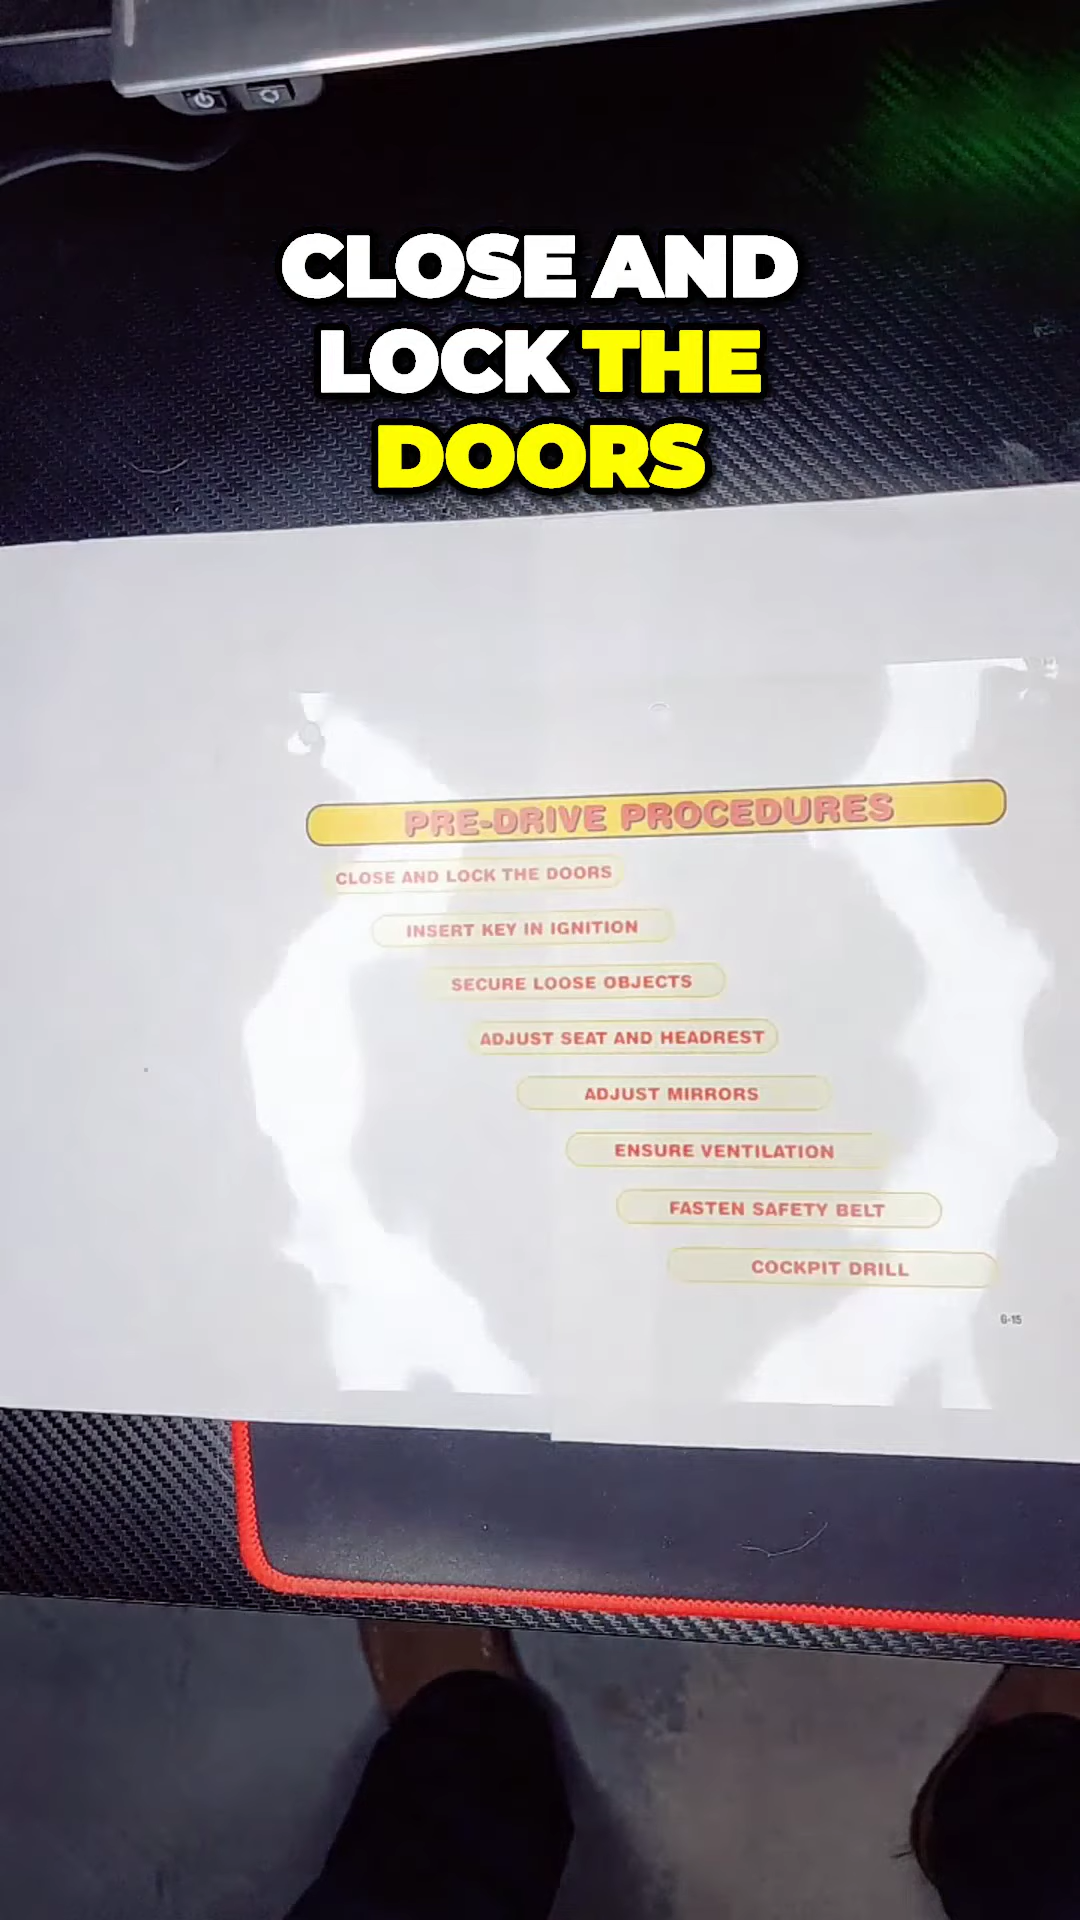 CLOSE AND
LOCK THE
DOORS
PRE-DRIVE PROCEDURES
CLOSE AND LOCK THE DOORS
INSERT KEY IN IGNITION
SECURE LOOSE OBJECTS
ADJUST SEAT AND HEADREST
ADJUST MIRRORS
ENSURE VENTILATION
FASTEN SAFETY BELT
COCKPIT DRILL
G-15